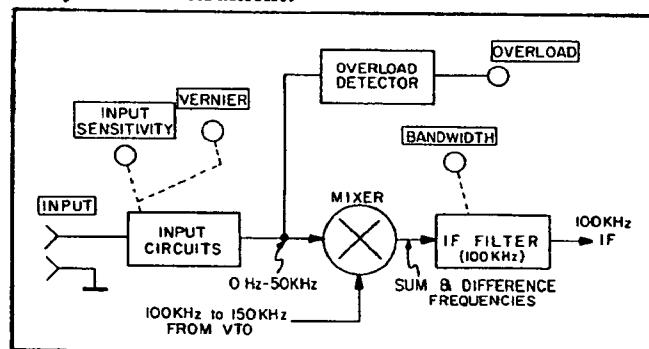 OVERLOAD
OVERLOAD
DETECTOR
VERNIER
INPUT
SENSITIVITY
BANDWIDTH
MIXER
INPUT
INPUT
CIRCUITS
IF FILTER
(100KHz)
100KHz
IF
0 Hz-50KHz
SUM & DIFFERENCE
FREQUENCIES
100KHz to 150KHz
FROM VTO